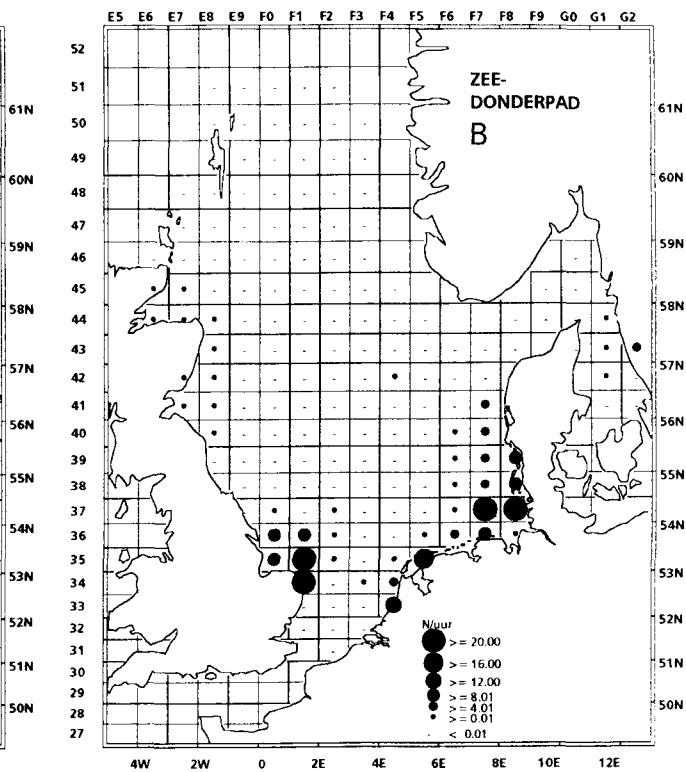 E5 E6 E7 E8 E9 F0 F1 F2 F3 F4 F5 F6 F7 F8 F9 G0 G1 G2
52
ZEE-
51
DONDERPAD
61N 61N
50
B
49
60N 60N
48
47
59N 59N
46
45
58N 58N
44
43
57N 57N
42
41
56N 56N
40
39
55N 55N
38
37
54N 54N
36
35
53N 53N
34
33
52N 52N
N/uur
32
>= 20.00
31
51N >= 16.00 51N
30
>= 12.00
29
>= 8.01
50N 50N
28
>= 4.01
>= 0.01
27
< 0.01
4W 2W 0 2E 4E 6E 8E 10E 12E